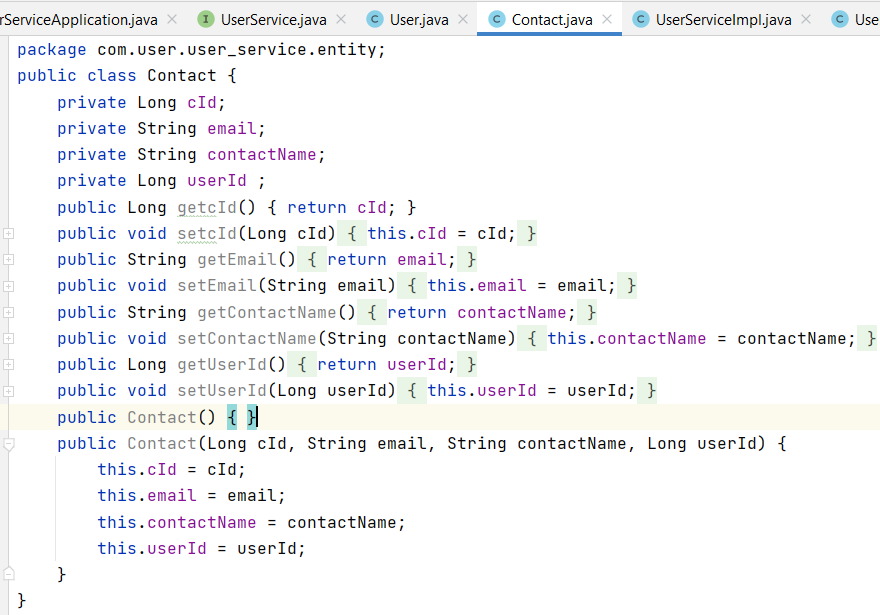 rServiceApplication.java × I UserService.java × C User.java × C Contact.java × C UserServiceImpl.java × C Use
package com.user.user_service.entity;
public class Contact {
    private Long cId;
    private String email;
    private String contactName;
    private Long userId ;
    public Long getcId() { return cId; }
    public void setcId(Long cId) { this.cId = cId; }
    public String getEmail() { return email; }
    public void setEmail(String email) { this.email = email; }
    public String getContactName() { return contactName; }
    public void setContactName(String contactName) { this.contactName = contactName; }
    public Long getUserId() { return userId; }
    public void setUserId(Long userId) { this.userId = userId; }
    public Contact() { }
    public Contact(Long cId, String email, String contactName, Long userId) {
        this.cId = cId;
        this.email = email;
        this.contactName = contactName;
        this.userId = userId;
    }
}